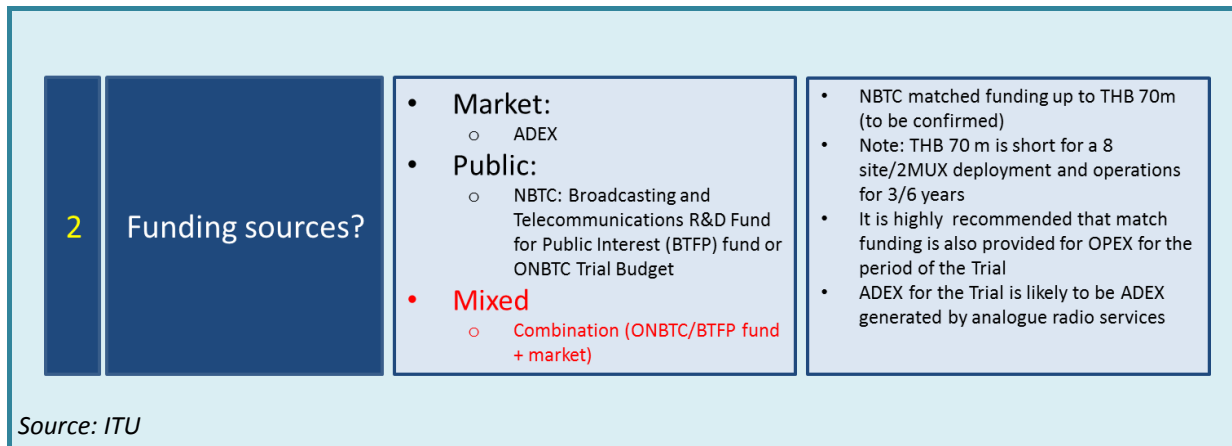 2
Funding sources?
• Market:
o ADEX
• Public:
o NBTC: Broadcasting and
Telecommunications R&D Fund
for Public Interest (BTFP) fund or
ONBTC Trial Budget
• Mixed
o Combination (ONBTC/BTFP fund
+ market)
• NBTC matched funding up to THB 70m
(to be confirmed)
• Note: THB 70 m is short for a 8
site/2MUX deployment and operations
for 3/6 years
• It is highly recommended that match
funding is also provided for OPEX for the
period of the Trial
• ADEX for the Trial is likely to be ADEX
generated by analogue radio services
Source: ITU